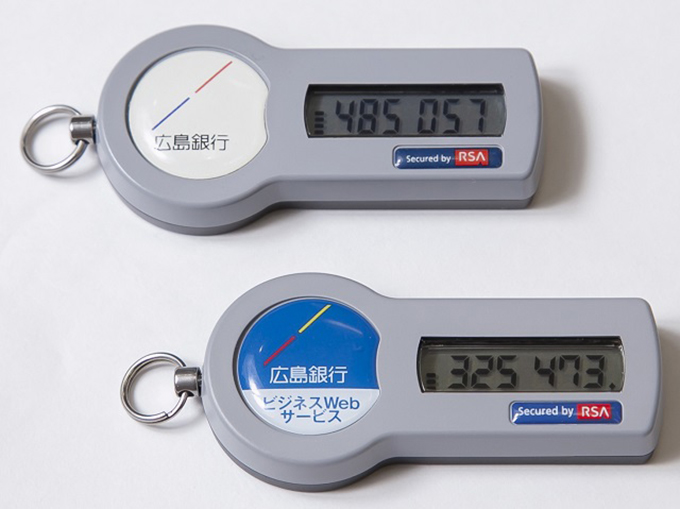 485 057
広島銀行
Secured by RSA
325 473.
広島銀行
ビジネスWeb
サービス
Secured by RSA